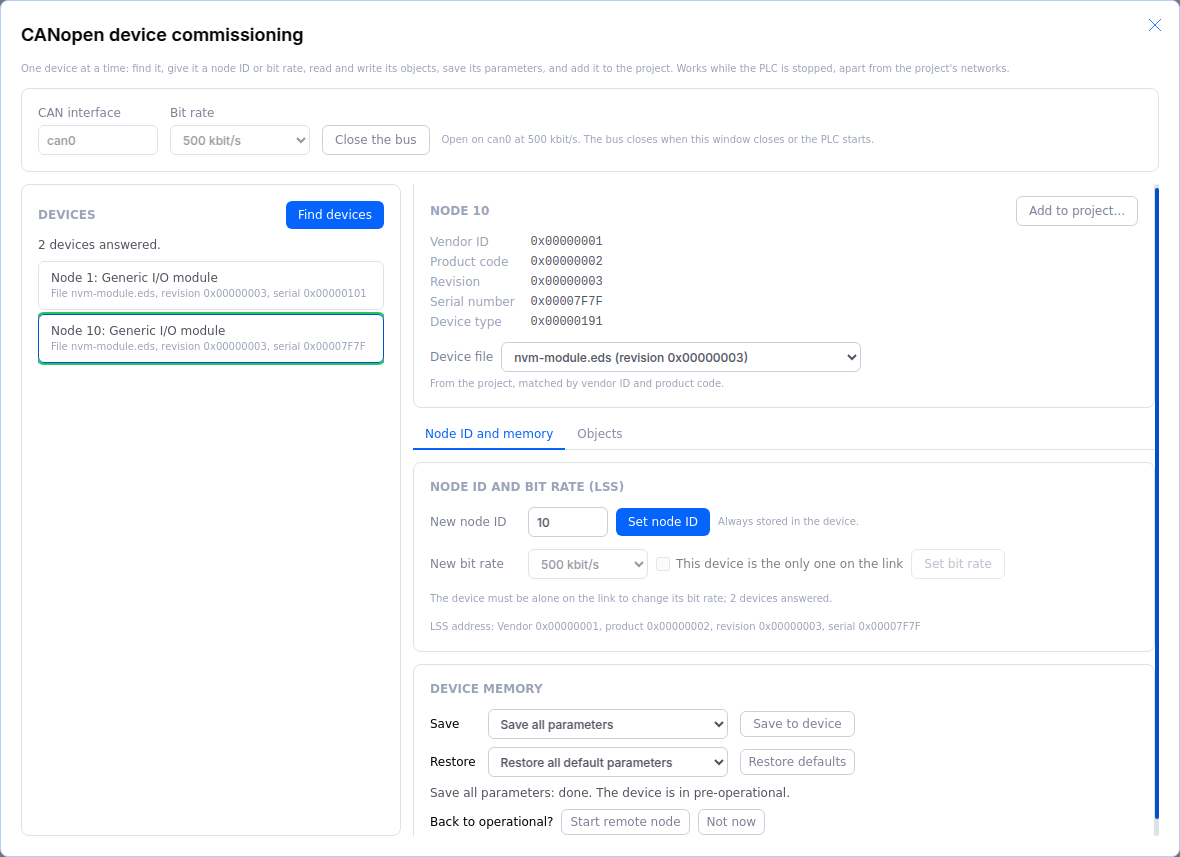 CANopen device commissioning
One device at a time: find it, give it a node ID or bit rate, read and write its objects, save its parameters, and add it to the project. Works while the PLC is stopped, apart from the project's networks.
CAN interface
Bit rate
can0
500 kbit/s
Close the bus
Open on can0 at 500 kbit/s. The bus closes when this window closes or the PLC starts.
DEVICES
Find devices
2 devices answered.
Node 1: Generic I/O module
File nvm-module.eds, revision 0x00000003, serial 0x00000101
Node 10: Generic I/O module
File nvm-module.eds, revision 0x00000003, serial 0x00007F7F
NODE 10
Add to project...
Vendor ID 0x00000001
Product code 0x00000002
Revision 0x00000003
Serial number 0x00007F7F
Device type 0x00000191
Device file nvm-module.eds (revision 0x00000003)
From the project, matched by vendor ID and product code.
Node ID and memory
Objects
NODE ID AND BIT RATE (LSS)
New node ID 10 Set node ID Always stored in the device.
New bit rate 500 kbit/s This device is the only one on the link Set bit rate
The device must be alone on the link to change its bit rate; 2 devices answered.
LSS address: Vendor 0x00000001, product 0x00000002, revision 0x00000003, serial 0x00007F7F
DEVICE MEMORY
Save Save all parameters Save to device
Restore Restore all default parameters Restore defaults
Save all parameters: done. The device is in pre-operational.
Back to operational? Start remote node Not now